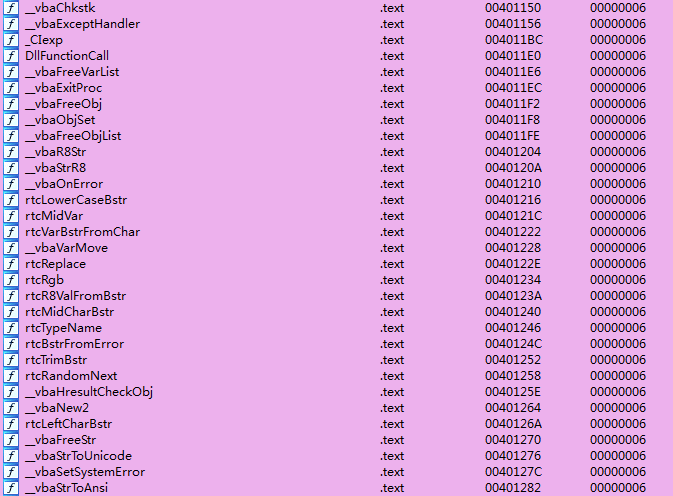 f __vbaChkstk .text 00401150 00000006
f __vbaExceptHandler .text 00401156 00000006
f _CIexp .text 004011BC 00000006
f DllFunctionCall .text 004011E0 00000006
f __vbaFreeVarList .text 004011E6 00000006
f __vbaExitProc .text 004011EC 00000006
f __vbaFreeObj .text 004011F2 00000006
f __vbaObjSet .text 004011F8 00000006
f __vbaFreeObjList .text 004011FE 00000006
f __vbaR8Str .text 00401204 00000006
f __vbaStrR8 .text 0040120A 00000006
f __vbaOnError .text 00401210 00000006
f rtcLowerCaseBstr .text 00401216 00000006
f rtcMidVar .text 0040121C 00000006
f rtcVarBstrFromChar .text 00401222 00000006
f __vbaVarMove .text 00401228 00000006
f rtcReplace .text 0040122E 00000006
f rtcRgb .text 00401234 00000006
f rtcR8ValFromBstr .text 0040123A 00000006
f rtcMidCharBstr .text 00401240 00000006
f rtcTypeName .text 00401246 00000006
f rtcBstrFromError .text 0040124C 00000006
f rtcTrimBstr .text 00401252 00000006
f rtcRandomNext .text 00401258 00000006
f __vbaHresultCheckObj .text 0040125E 00000006
f __vbaNew2 .text 00401264 00000006
f rtcLeftCharBstr .text 0040126A 00000006
f __vbaFreeStr .text 00401270 00000006
f __vbaStrToUnicode .text 00401276 00000006
f __vbaSetSystemError .text 0040127C 00000006
f __vbaStrToAnsi .text 00401282 00000006